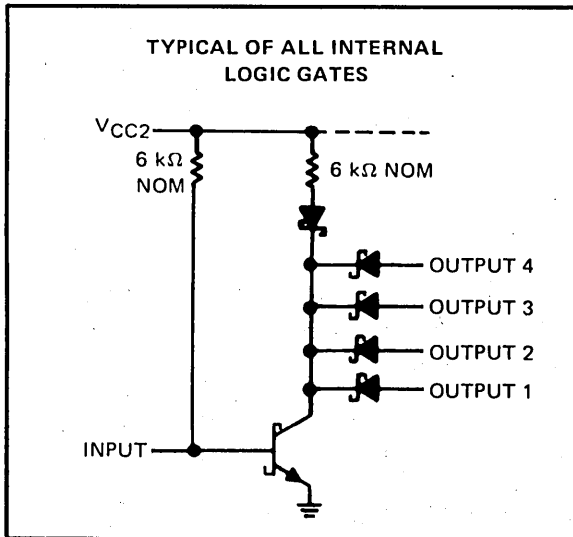 TYPICAL OF ALL INTERNAL
LOGIC GATES
VCC2
6 kΩ
NOM
6 kΩ NOM
OUTPUT 4
OUTPUT 3
OUTPUT 2
OUTPUT 1
INPUT